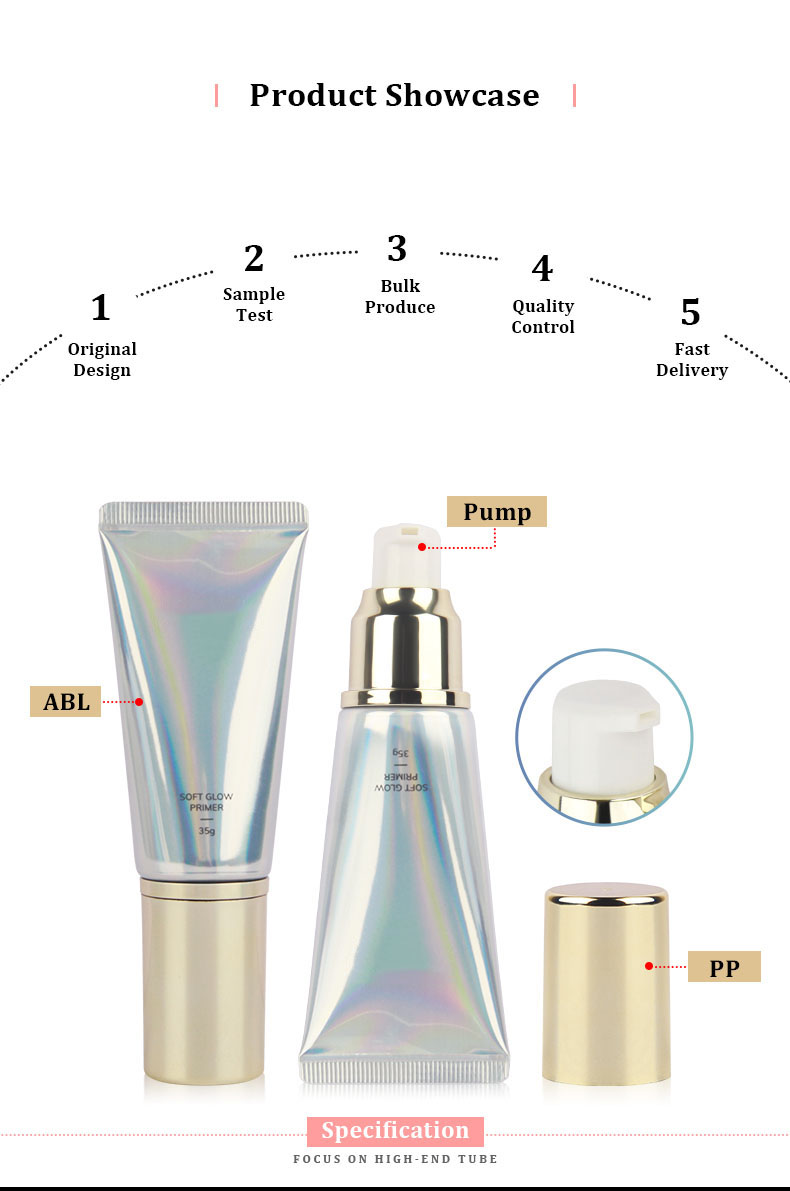 Product Showcase
1
Original
Design
2
Sample
Test
3
Bulk
Produce
4
Quality
Control
5
Fast
Delivery
Pump
ABL
SOFT GLOW
PRIMER
35g
SOFT GLOW
PRIMER
35g
PP
Specification
FOCUS ON HIGH-END TUBE